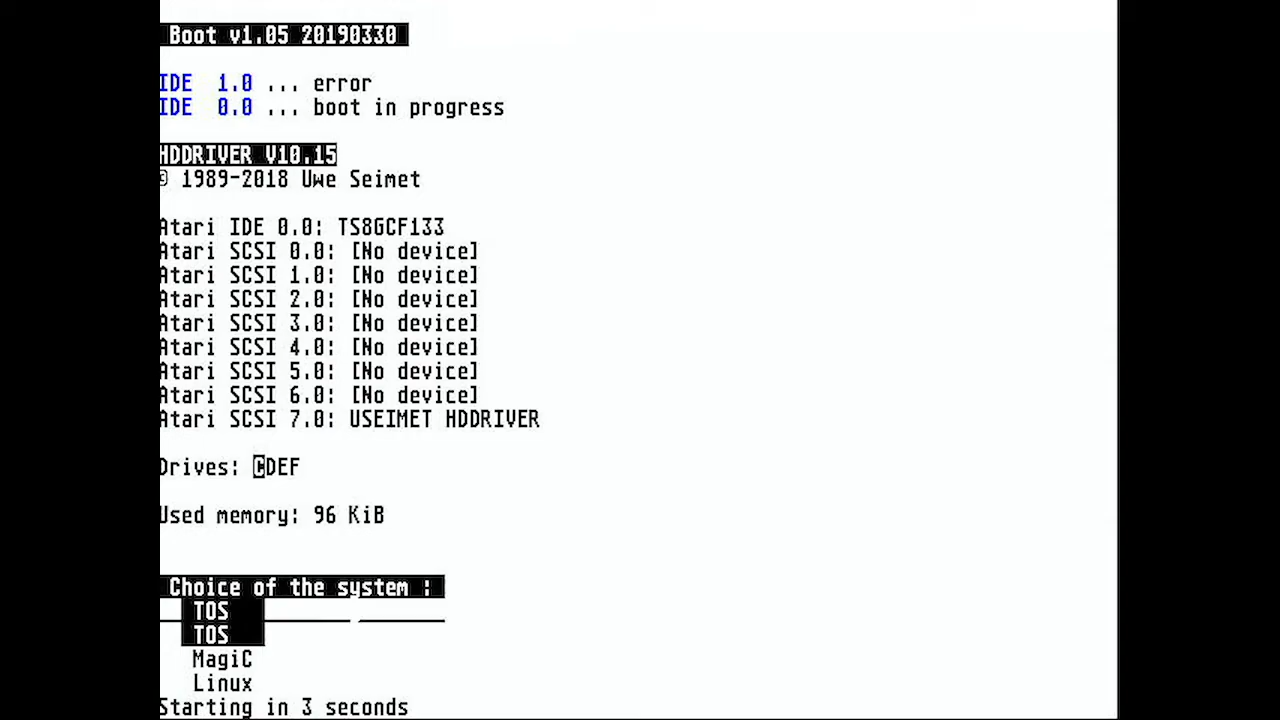 Boot v1.05 20190330
IDE 1.0 ... error
IDE 0.0 ... boot in progress
HDDRIVER V10.15
© 1989-2018 Uwe Seimet
Atari IDE 0.0: TS8GCF133
Atari SCSI 0.0: [No device]
Atari SCSI 1.0: [No device]
Atari SCSI 2.0: [No device]
Atari SCSI 3.0: [No device]
Atari SCSI 4.0: [No device]
Atari SCSI 5.0: [No device]
Atari SCSI 6.0: [No device]
Atari SCSI 7.0: USEIMET HDDRIVER
Drives: CDEF
Used memory: 96 KiB
Choice of the system :
TOS
TOS
MagiC
Linux
Starting in 3 seconds